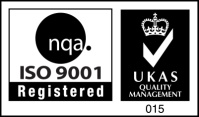 nqa.
ISO 9001
Registered
UKAS
QUALITY
MANAGEMENT
015